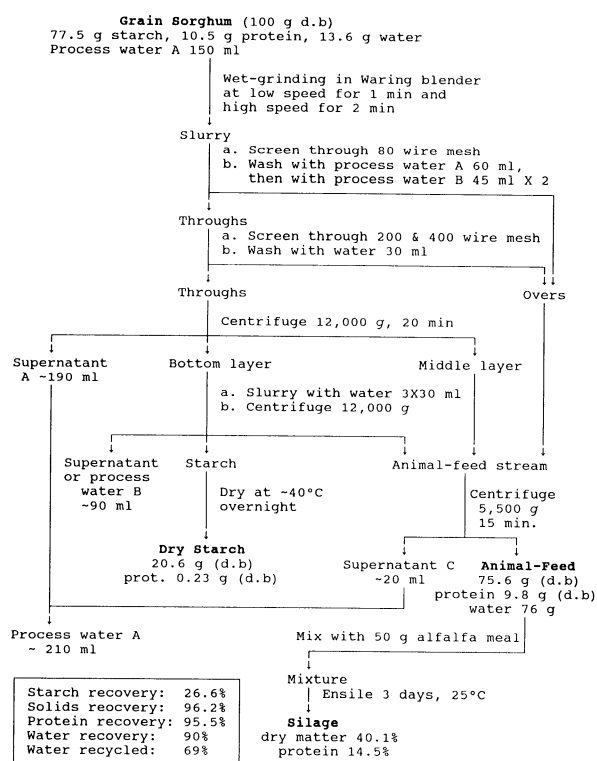 Grain Sorghum (100 g d.b)
77.5 g starch, 10.5 g protein, 13.6 g water
Process water A 150 ml
Wet-grinding in Waring blender
at low speed for 1 min and
high speed for 2 min
Slurry
a. Screen through 80 wire mesh
b. Wash with process water A 60 ml,
then with process water B 45 ml X 2
Throughs
a. Screen through 200 & 400 wire mesh
b. Wash with water 30 ml
Throughs
Overs
Centrifuge 12,000 g, 20 min
Supernatant
A ~190 ml
Bottom layer
Middle layer
a. Slurry with water 3X30 ml
b. Centrifuge 12,000 g
Supernatant
or process
water B
~90 ml
Starch
Animal-feed stream
Dry at ~40°C
overnight
Centrifuge
5,500 g
15 min.
Dry Starch
20.6 g (d.b)
prot. 0.23 g (d.b)
Supernatant C
~20 ml
Animal-Feed
75.6 g (d.b)
protein 9.8 g (d.b)
water 76 g
Process water A
~ 210 ml
Mix with 50 g alfalfa meal
Mixture
Ensile 3 days, 25°C
Silage
dry matter 40.1%
protein 14.5%
Starch recovery: 26.6%
Solids reocvery: 96.2%
Protein recovery: 95.5%
Water recovery: 90%
Water recycled: 69%